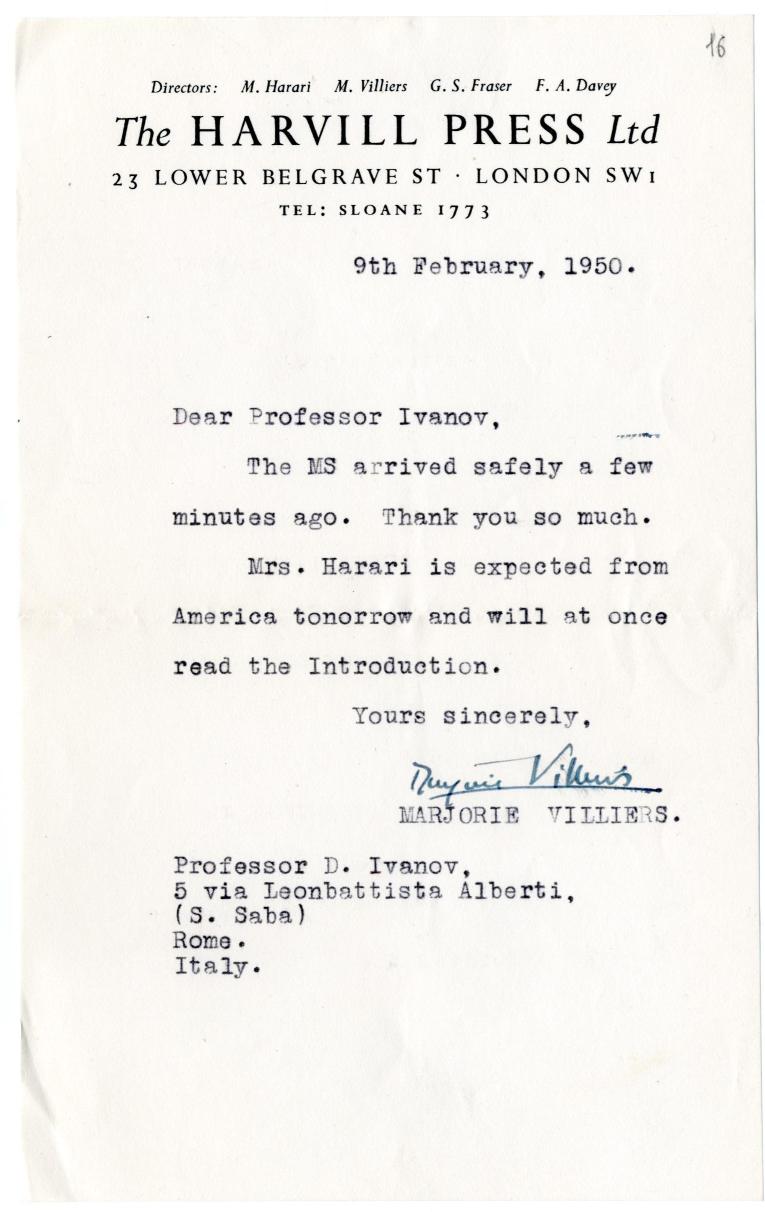 16
Directors: M. Harari M. Villiers G. S. Fraser F. A. Davey
The HARVILL PRESS Ltd
23 LOWER BELGRAVE ST · LONDON SW1
TEL: SLOANE 1773
9th February, 1950.
Dear Professor Ivanov,
The MS arrived safely a few
minutes ago. Thank you so much.
Mrs. Harari is expected from
America tonorrow and will at once
read the Introduction.
Yours sincerely,
Marjorie Villiers
MARJORIE VILLIERS.
Professor D. Ivanov,
5 via Leonbattista Alberti,
(S. Saba)
Rome.
Italy.